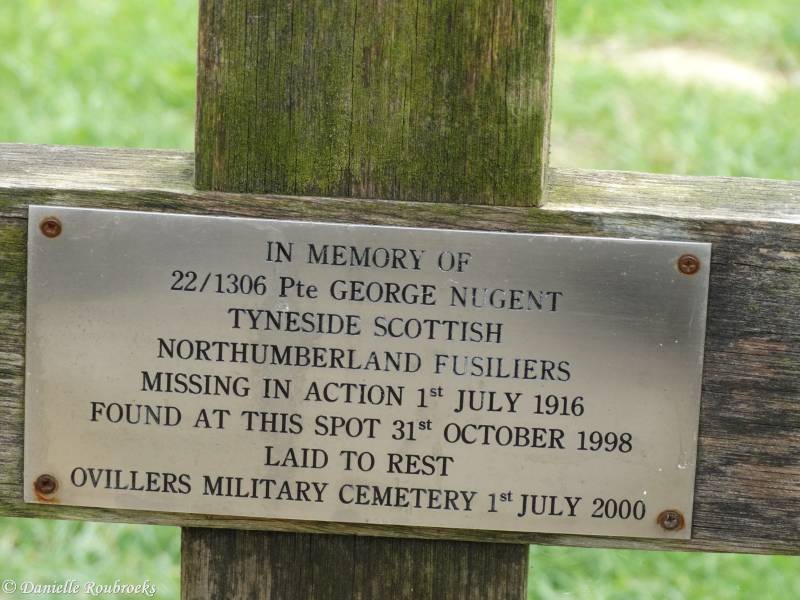 IN MEMORY OF
22/1306 Pte GEORGE NUGENT
TYNESIDE SCOTTISH
NORTHUMBERLAND FUSILIERS
MISSING IN ACTION 1st JULY 1916
FOUND AT THIS SPOT 31st OCTOBER 1998
LAID TO REST
OVILLERS MILITARY CEMETERY 1st JULY 2000
© Danielle Roubroeks